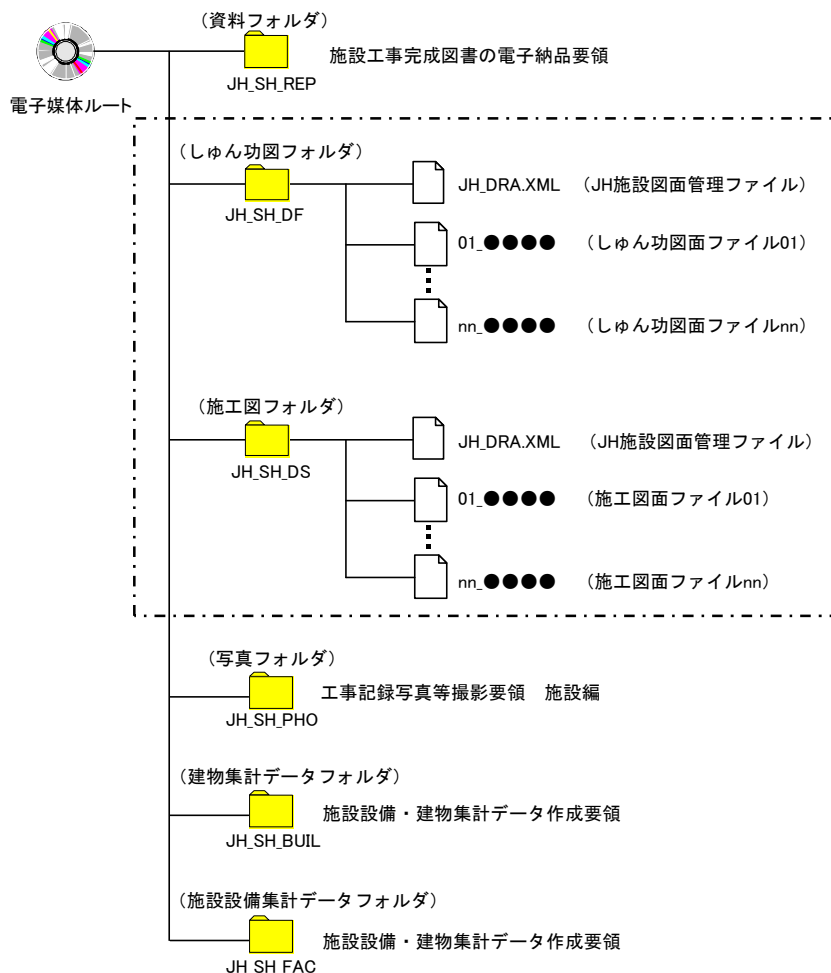 （資料フォルダ）
施設工事完成図書の電子納品要領
JH_SH_REP
電子媒体ルート
（しゅん功図フォルダ）
JH_SH_DF
JH_DRA.XML （JH施設図面管理ファイル）
01_●●●● （しゅん功図面ファイル01）
nn_●●●● （しゅん功図面ファイルnn）
（施工図フォルダ）
JH_SH_DS
JH_DRA.XML （JH施設図面管理ファイル）
01_●●●● （施工図面ファイル01）
nn_●●●● （施工図面ファイルnn）
（写真フォルダ）
工事記録写真等撮影要領　施設編
JH_SH_PHO
（建物集計データフォルダ）
施設設備・建物集計データ作成要領
JH_SH_BUIL
（施設設備集計データフォルダ）
施設設備・建物集計データ作成要領
JH_SH_FAC